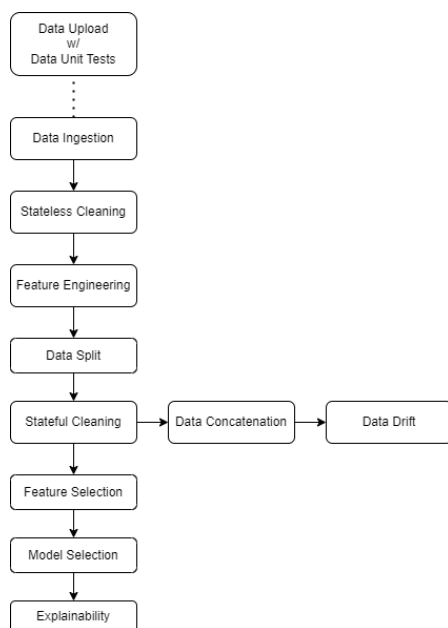 Data Upload
w/
Data Unit Tests
Data Ingestion
Stateless Cleaning
Feature Engineering
Data Split
Stateful Cleaning
Data Concatenation
Data Drift
Feature Selection
Model Selection
Explainability